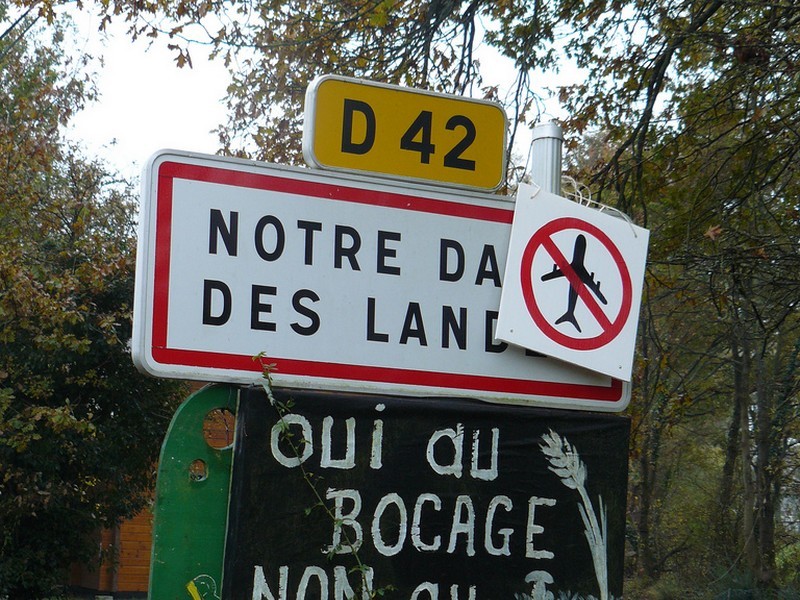 D 42
NOTRE DA
DES LAND
oui au
BOCAGE
NON au